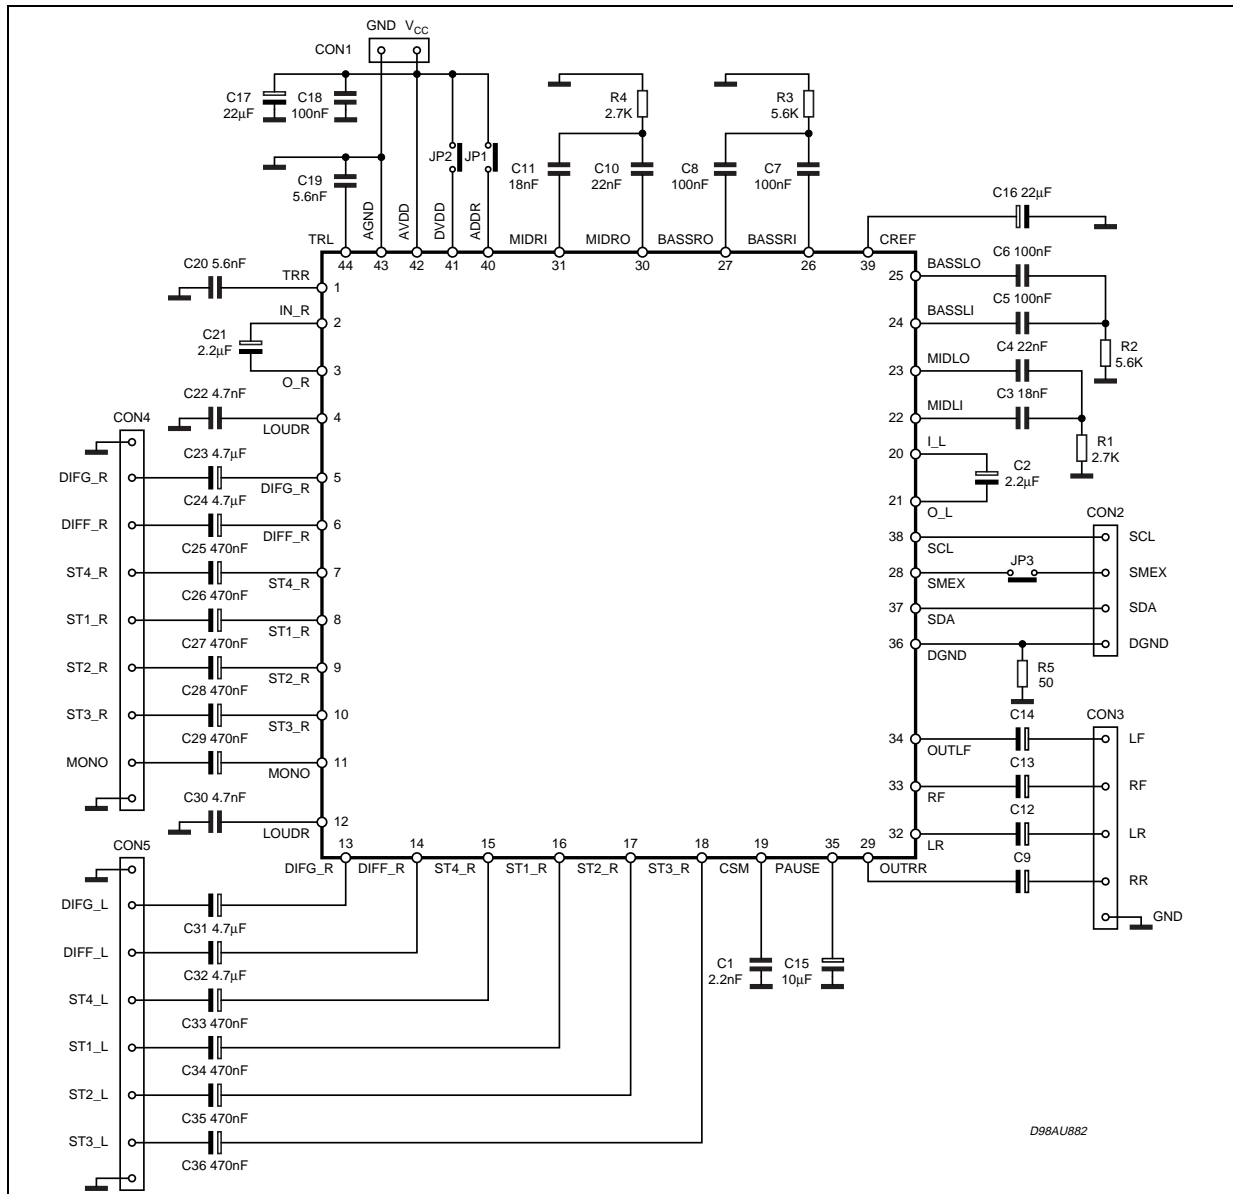 GND VCC
CON1
C17
22µF
C18
100nF
R4
2.7K
R3
5.6K
JP2
JP1
C19
5.6nF
C11
18nF
C10
22nF
C8
100nF
C7
100nF
C16 22µF
TRL
AGND
AVDD
DVDD
ADDR
MIDRI
MIDRO
BASSRO
BASSRI
CREF
44
43
42
41
40
31
30
27
26
39
C20 5.6nF
TRR
1
IN_R
2
C21
2.2µF
3
O_R
C22 4.7nF
4
LOUDR
CON4
C23 4.7µF
DIFG_R
5
DIFG_R
C24 4.7µF
DIFF_R
6
DIFF_R
C25 470nF
ST4_R
7
ST4_R
C26 470nF
ST1_R
8
ST1_R
C27 470nF
ST2_R
9
ST2_R
C28 470nF
ST3_R
10
ST3_R
C29 470nF
MONO
11
MONO
C30 4.7nF
12
LOUDR
25
BASSLO
C6 100nF
C5 100nF
24
BASSLI
R2
5.6K
C4 22nF
23
MIDLO
C3 18nF
22
MIDLI
R1
2.7K
20
I_L
C2
2.2µF
21
O_L
CON2
38
SCL
SCL
28
SMEX
JP3
SMEX
37
SDA
SDA
36
DGND
DGND
R5
50
C14
CON3
34
OUTLF
LF
C13
33
RF
RF
C12
32
LR
LR
C9
RR
GND
13
14
15
16
17
18
19
35
29
DIFG_R
DIFF_R
ST4_R
ST1_R
ST2_R
ST3_R
CSM
PAUSE
OUTRR
CON5
DIFG_L
C31 4.7µF
DIFF_L
C32 4.7µF
ST4_L
C33 470nF
ST1_L
C34 470nF
ST2_L
C35 470nF
ST3_L
C36 470nF
C1
2.2nF
C15
10µF
D98AU882